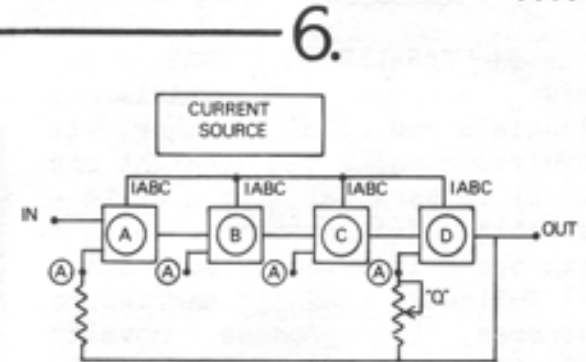 6.
CURRENT
SOURCE
IABC IABC IABC IABC
IN A B C D OUT
A A A A "Q"